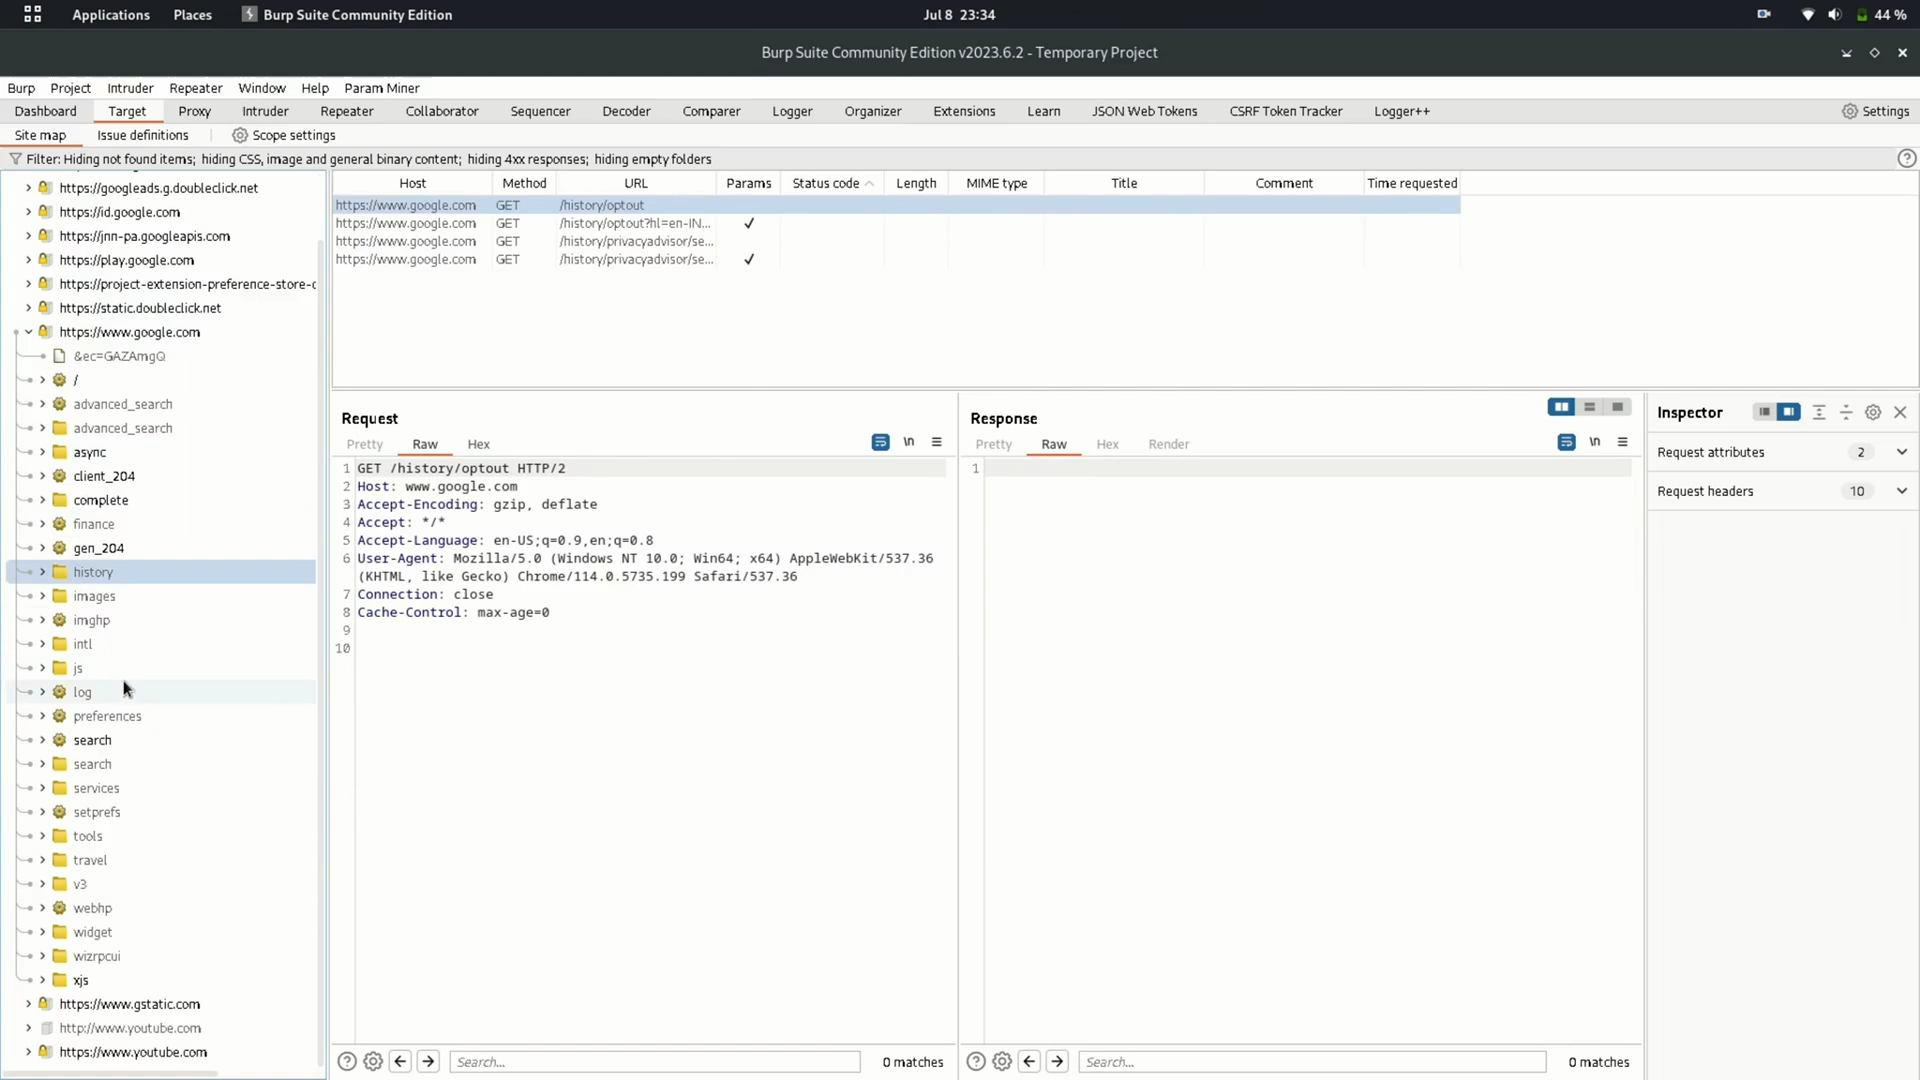 Applications Places Burp Suite Community Edition Jul 8 23:34 44 %
Burp Suite Community Edition v2023.6.2 - Temporary Project
Burp Project Intruder Repeater Window Help Param Miner
Dashboard Target Proxy Intruder Repeater Collaborator Sequencer Decoder Comparer Logger Organizer Extensions Learn JSON Web Tokens CSRF Token Tracker Logger++ Settings
Site map Issue definitions Scope settings
Filter: Hiding not found items; hiding CSS, image and general binary content; hiding 4xx responses; hiding empty folders
https://googleads.g.doubleclick.net
https://id.google.com
https://jnn-pa.googleapis.com
https://play.google.com
https://project-extension-preference-store-c
https://static.doubleclick.net
https://www.google.com
&ec=GAZAmgQ
/
advanced_search
advanced_search
async
client_204
complete
finance
gen_204
history
images
imghp
intl
js
log
preferences
search
search
services
setprefs
tools
travel
v3
webhp
widget
wizrpcui
xjs
https://www.gstatic.com
http://www.youtube.com
https://www.youtube.com
Host Method URL Params Status code Length MIME type Title Comment Time requested
https://www.google.com GET /history/optout
https://www.google.com GET /history/optout?hl=en-IN... ✓
https://www.google.com GET /history/privacyadvisor/se...
https://www.google.com GET /history/privacyadvisor/se... ✓
Request
Pretty Raw Hex \n
1 GET /history/optout HTTP/2
2 Host: www.google.com
3 Accept-Encoding: gzip, deflate
4 Accept: */*
5 Accept-Language: en-US;q=0.9,en;q=0.8
6 User-Agent: Mozilla/5.0 (Windows NT 10.0; Win64; x64) AppleWebKit/537.36
(KHTML, like Gecko) Chrome/114.0.5735.199 Safari/537.36
7 Connection: close
8 Cache-Control: max-age=0
9
10
Search... 0 matches
Response
Pretty Raw Hex Render \n
1
Search... 0 matches
Inspector
Request attributes 2
Request headers 10